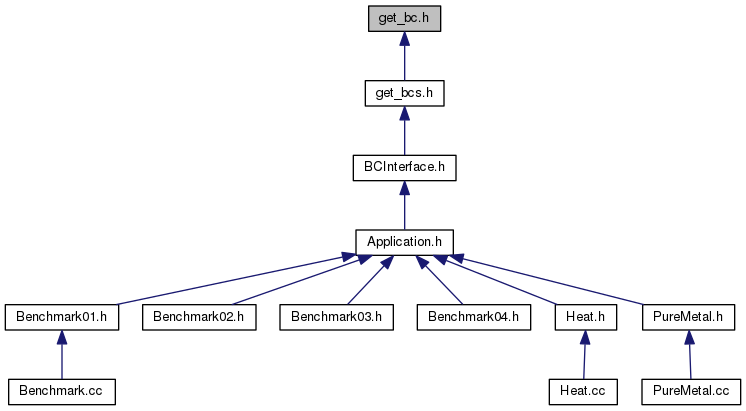 get_bc.h
get_bcs.h
BCInterface.h
Application.h
Benchmark01.h
Benchmark02.h
Benchmark03.h
Benchmark04.h
Heat.h
PureMetal.h
Benchmark.cc
Heat.cc
PureMetal.cc